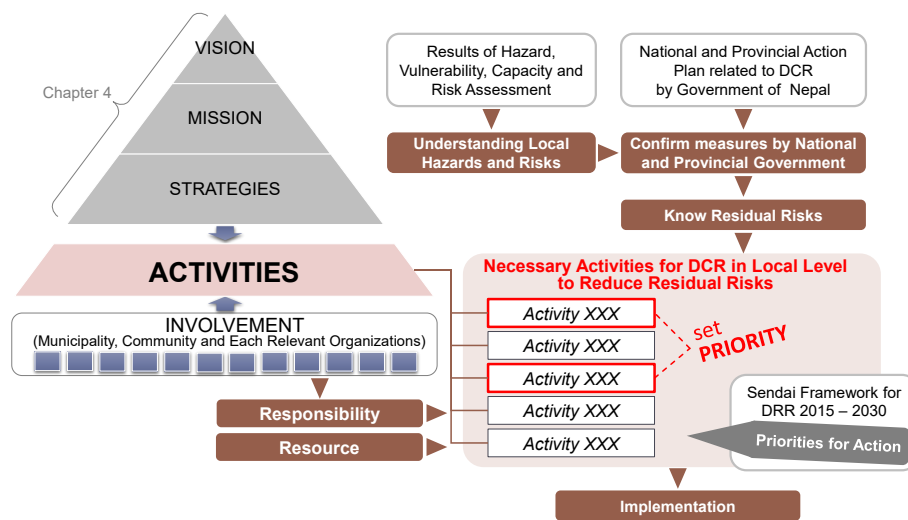 VISION
Chapter 4
MISSION
STRATEGIES
ACTIVITIES
INVOLVEMENT
(Municipality, Community and Each Relevant Organizations)
Responsibility
Resource
Results of Hazard,
Vulnerability, Capacity and
Risk Assessment
National and Provincial Action
Plan related to DCR
by Government of Nepal
Understanding Local
Hazards and Risks
Confirm measures by National
and Provincial Government
Know Residual Risks
Necessary Activities for DCR in Local Level
to Reduce Residual Risks
Activity XXX
Activity XXX
Activity XXX
Activity XXX
Activity XXX
set
PRIORITY
Sendai Framework for
DRR 2015 – 2030
Priorities for Action
Implementation